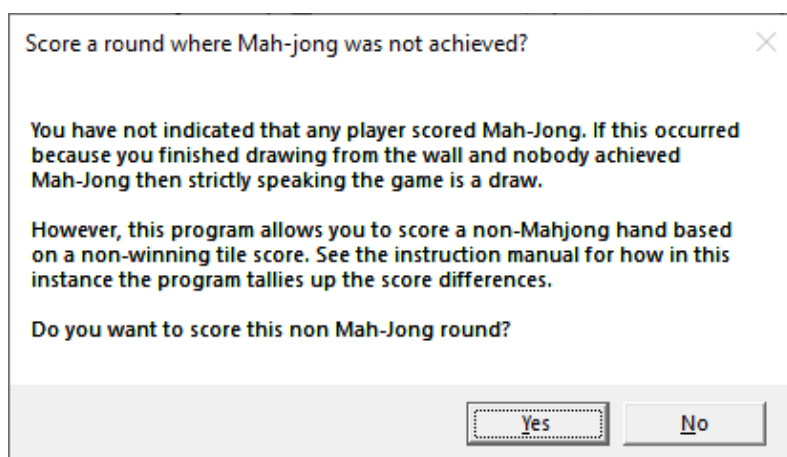 Score a round where Mah-jong was not achieved?
You have not indicated that any player scored Mah-Jong. If this occurred
because you finished drawing from the wall and nobody achieved
Mah-Jong then strictly speaking the game is a draw.
However, this program allows you to score a non-Mahjong hand based
on a non-winning tile score. See the instruction manual for how in this
instance the program tallies up the score differences.
Do you want to score this non Mah-Jong round?
Yes
No